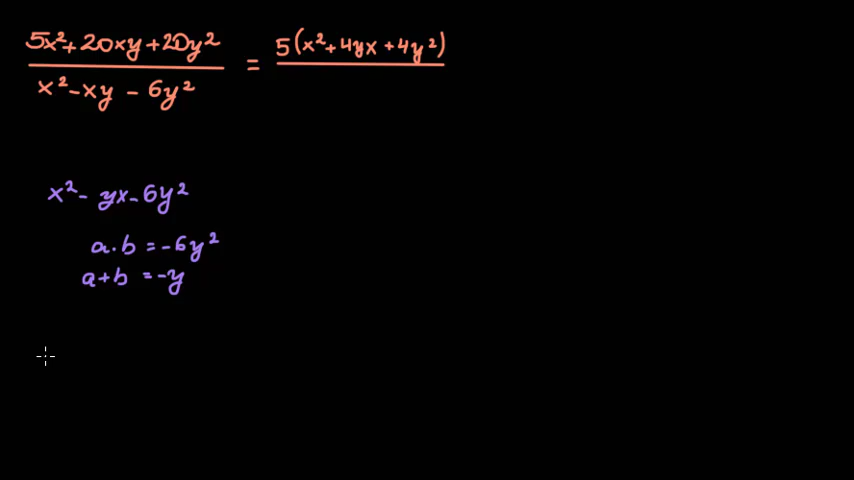 5x²+20xy+20y² / x²-xy-6y² = 5(x²+4yx+4y²)
x²-yx-6y²
a·b=-6y²
a+b=-y